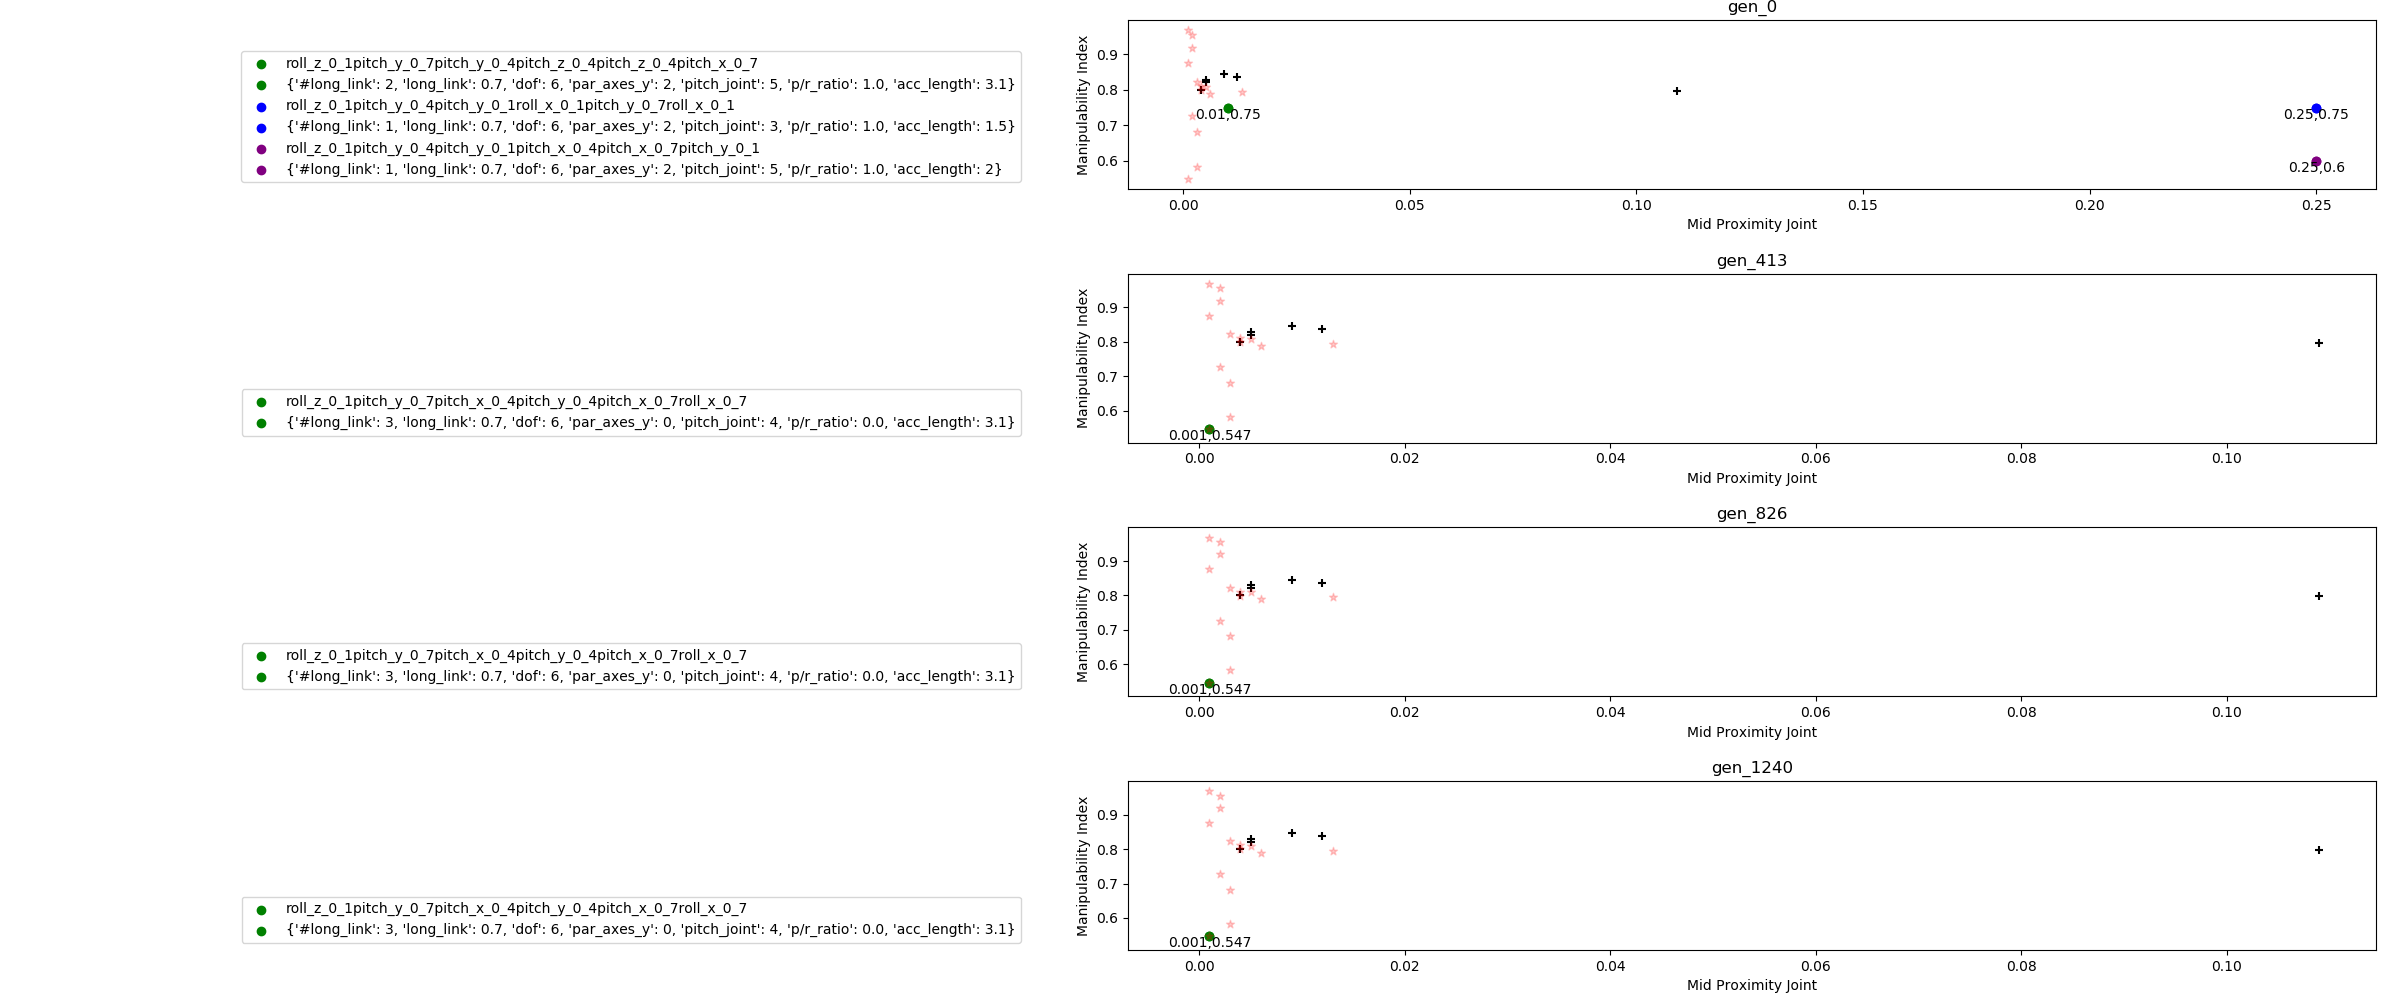 roll_z_0_1pitch_y_0_7pitch_y_0_4pitch_z_0_4pitch_z_0_4pitch_x_0_7
{'#long_link': 2, 'long_link': 0.7, 'dof': 6, 'par_axes_y': 2, 'pitch_joint': 5, 'p/r_ratio': 1.0, 'acc_length': 3.1}
roll_z_0_1pitch_y_0_4pitch_y_0_1roll_x_0_1pitch_y_0_7roll_x_0_1
{'#long_link': 1, 'long_link': 0.7, 'dof': 6, 'par_axes_y': 2, 'pitch_joint': 3, 'p/r_ratio': 1.0, 'acc_length': 1.5}
roll_z_0_1pitch_y_0_4pitch_y_0_1pitch_x_0_4pitch_x_0_7pitch_y_0_1
{'#long_link': 1, 'long_link': 0.7, 'dof': 6, 'par_axes_y': 2, 'pitch_joint': 5, 'p/r_ratio': 1.0, 'acc_length': 2}
gen_0
Manipulability Index
0.9
0.8
0.7
0.6
0.01,0.75
0.25,0.75
0.25,0.6
0.00 0.05 0.10 0.15 0.20 0.25
Mid Proximity Joint
roll_z_0_1pitch_y_0_7pitch_x_0_4pitch_y_0_4pitch_x_0_7roll_x_0_7
{'#long_link': 3, 'long_link': 0.7, 'dof': 6, 'par_axes_y': 0, 'pitch_joint': 4, 'p/r_ratio': 0.0, 'acc_length': 3.1}
gen_413
Manipulability Index
0.9
0.8
0.7
0.6
0.001,0.547
0.00 0.02 0.04 0.06 0.08 0.10
Mid Proximity Joint
roll_z_0_1pitch_y_0_7pitch_x_0_4pitch_y_0_4pitch_x_0_7roll_x_0_7
{'#long_link': 3, 'long_link': 0.7, 'dof': 6, 'par_axes_y': 0, 'pitch_joint': 4, 'p/r_ratio': 0.0, 'acc_length': 3.1}
gen_826
Manipulability Index
0.9
0.8
0.7
0.6
0.001,0.547
0.00 0.02 0.04 0.06 0.08 0.10
Mid Proximity Joint
roll_z_0_1pitch_y_0_7pitch_x_0_4pitch_y_0_4pitch_x_0_7roll_x_0_7
{'#long_link': 3, 'long_link': 0.7, 'dof': 6, 'par_axes_y': 0, 'pitch_joint': 4, 'p/r_ratio': 0.0, 'acc_length': 3.1}
gen_1240
Manipulability Index
0.9
0.8
0.7
0.6
0.001,0.547
0.00 0.02 0.04 0.06 0.08 0.10
Mid Proximity Joint